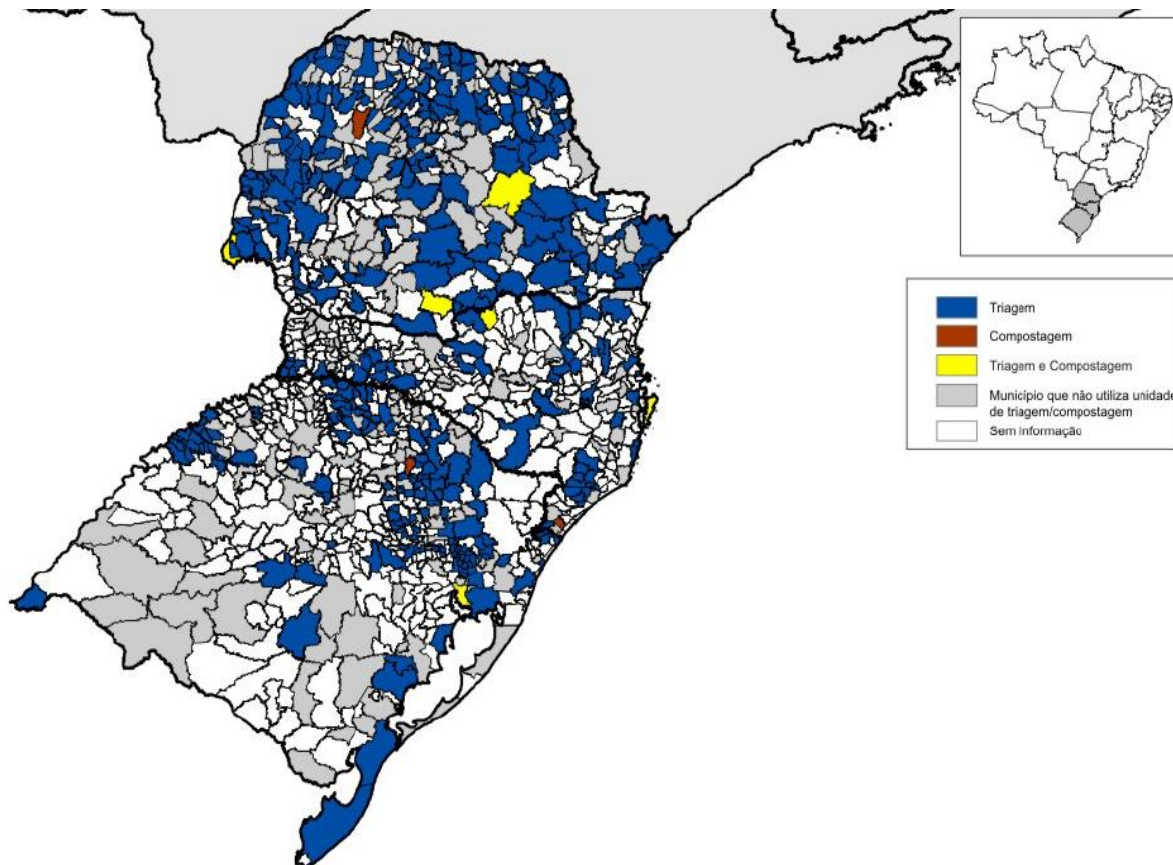 Triagem
Compostagem
Triagem e Compostagem
Município que não utiliza unidade
de triagem/compostagem
Sem Informação